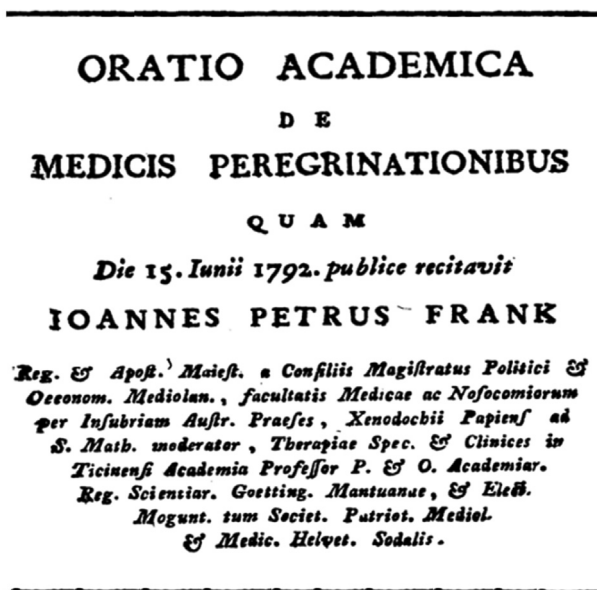 ORATIO ACADEMICA
DE
MEDICIS PEREGRINATIONIBUS
QUAM
Die 15. Iunii 1792. publice recitavit
IOANNES PETRUS FRANK
Reg. & Apoſt. Maieſt. a Conſiliis Magiſtratus Politici &
Oeconom. Mediolan., facultatis Medicae ac Noſocomiorum
per Inſubriam Auſtr. Praeſes, Xenodochii Papienſ ad
S. Math. moderator, Therapiae Spec. & Clinices in
Ticinenſi Academia Profeſſor P. & O. Academiar.
Reg. Scientiar. Goetting. Mantuanae, & Elect.
Mogunt. tum Societ. Patriot. Mediol.
& Medic. Helvet. Sodalis.